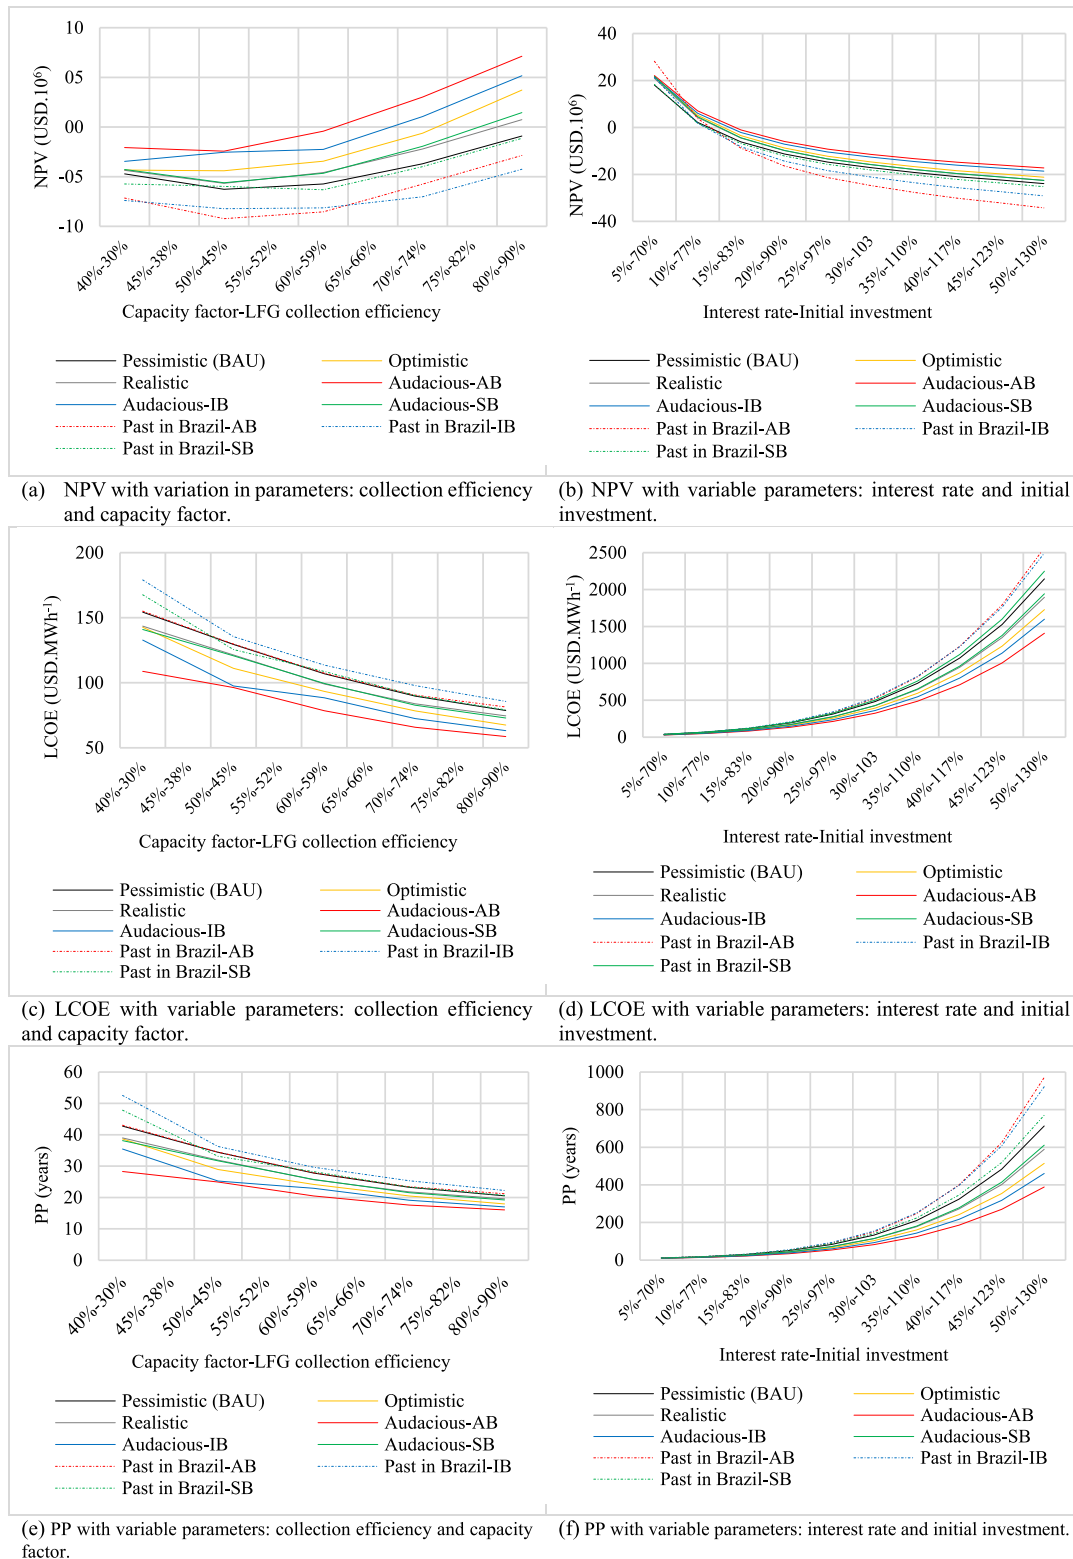 10
05
00
-05
-10
NPV (USD.10⁶)
40%-30%
45%-38%
50%-45%
55%-52%
60%-59%
65%-66%
70%-74%
75%-82%
80%-90%
Capacity factor-LFG collection efficiency
Pessimistic (BAU)
Optimistic
Realistic
Audacious-AB
Audacious-IB
Audacious-SB
Past in Brazil-AB
Past in Brazil-IB
Past in Brazil-SB
(a) NPV with variation in parameters: collection efficiency
and capacity factor.
40
20
0
-20
-40
NPV (USD.10⁶)
5%-70%
10%-77%
15%-83%
20%-90%
25%-97%
30%-103
35%-110%
40%-117%
45%-123%
50%-130%
Interest rate-Initial investment
Pessimistic (BAU)
Optimistic
Realistic
Audacious-AB
Audacious-IB
Audacious-SB
Past in Brazil-AB
Past in Brazil-IB
Past in Brazil-SB
(b) NPV with variable parameters: interest rate and initial
investment.
200
150
100
50
LCOE (USD.MWh⁻¹)
40%-30%
45%-38%
50%-45%
55%-52%
60%-59%
65%-66%
70%-74%
75%-82%
80%-90%
Capacity factor-LFG collection efficiency
Pessimistic (BAU)
Optimistic
Realistic
Audacious-AB
Audacious-IB
Audacious-SB
Past in Brazil-AB
Past in Brazil-IB
Past in Brazil-SB
(c) LCOE with variable parameters: collection efficiency
and capacity factor.
2500
2000
1500
1000
500
0
LCOE (USD.MWh⁻¹)
5%-70%
10%-77%
15%-83%
20%-90%
25%-97%
30%-103
35%-110%
40%-117%
45%-123%
50%-130%
Interest rate-Initial investment
Pessimistic (BAU)
Optimistic
Realistic
Audacious-AB
Audacious-IB
Audacious-SB
Past in Brazil-AB
Past in Brazil-IB
Past in Brazil-SB
(d) LCOE with variable parameters: interest rate and initial
investment.
60
50
40
30
20
10
0
PP (years)
40%-30%
45%-38%
50%-45%
55%-52%
60%-59%
65%-66%
70%-74%
75%-82%
80%-90%
Capacity factor-LFG collection efficiency
Pessimistic (BAU)
Optimistic
Realistic
Audacious-AB
Audacious-IB
Audacious-SB
Past in Brazil-AB
Past in Brazil-IB
Past in Brazil-SB
(e) PP with variable parameters: collection efficiency and capacity
factor.
1000
800
600
400
200
0
PP (years)
5%-70%
10%-77%
15%-83%
20%-90%
25%-97%
30%-103
35%-110%
40%-117%
45%-123%
50%-130%
Interest rate-Initial investment
Pessimistic (BAU)
Optimistic
Realistic
Audacious-AB
Audacious-IB
Audacious-SB
Past in Brazil-AB
Past in Brazil-IB
Past in Brazil-SB
(f) PP with variable parameters: interest rate and initial investment.